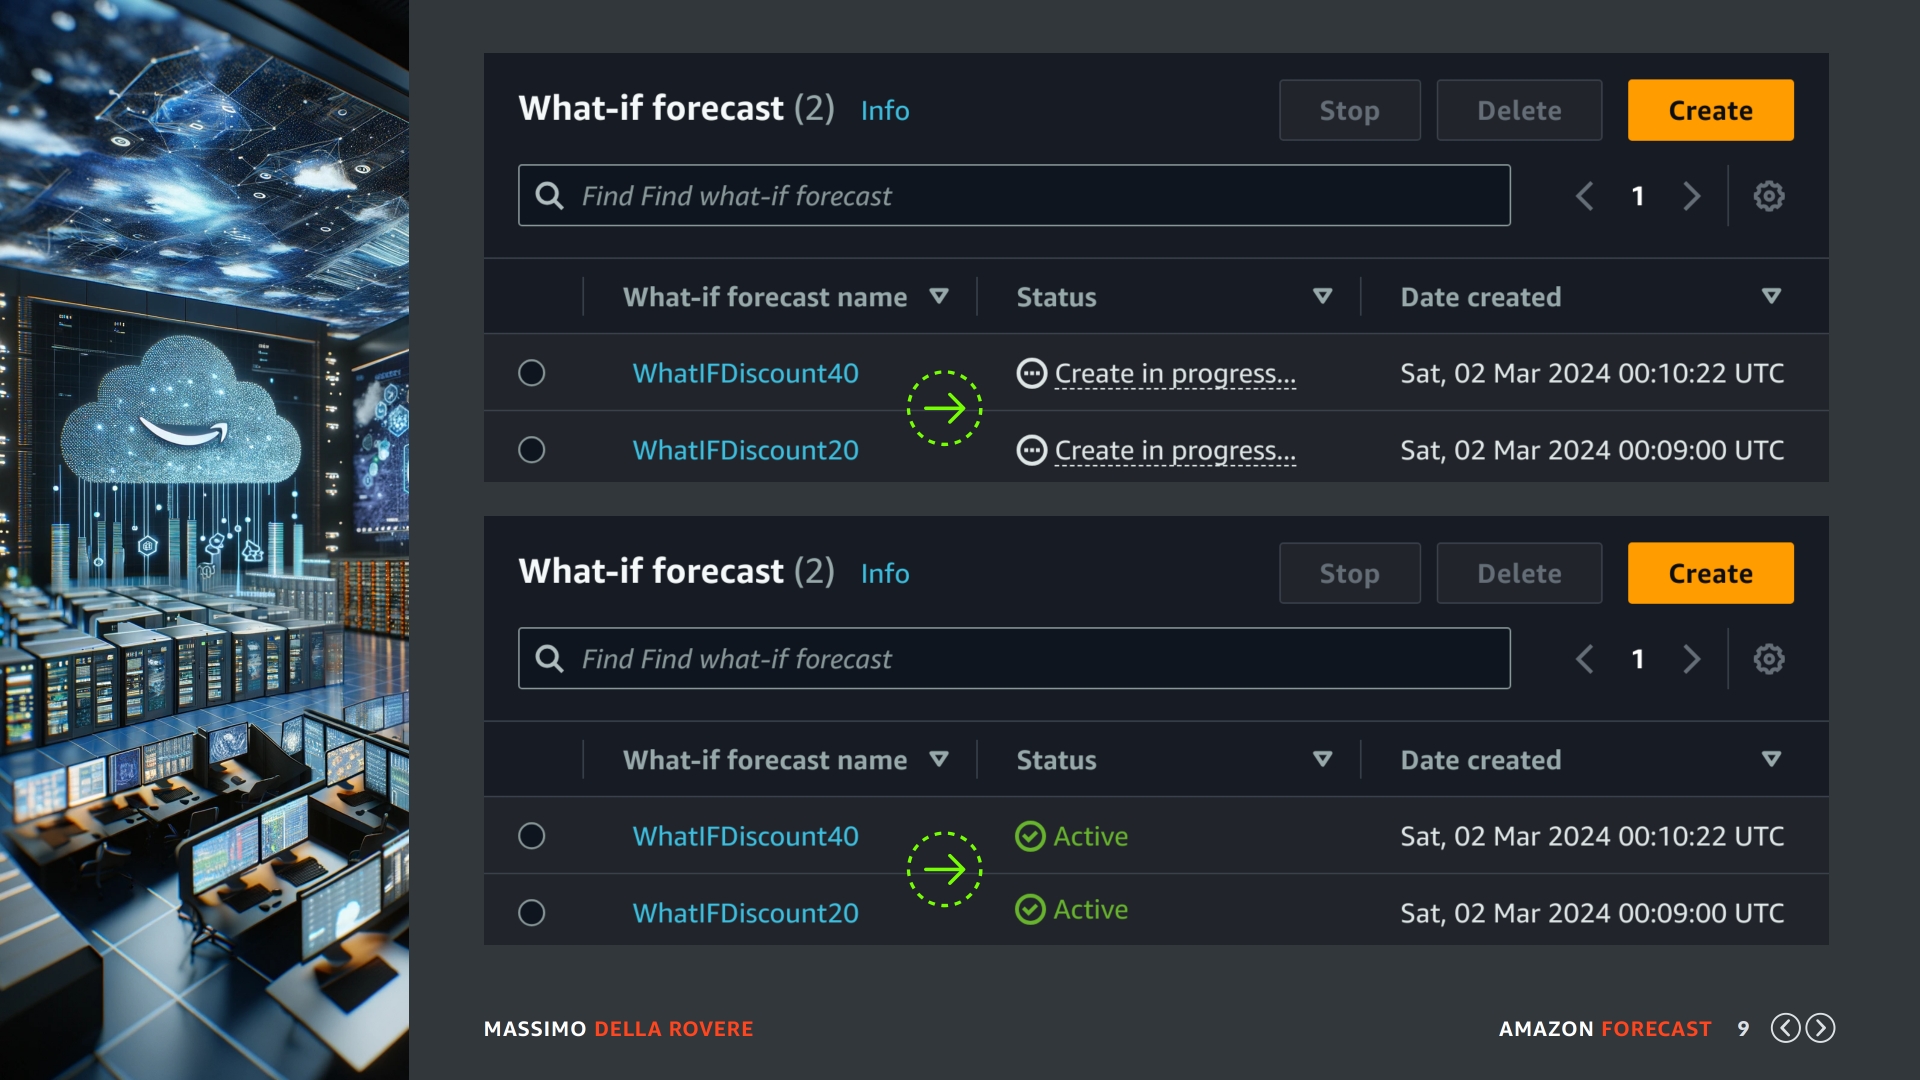 What-if forecast (2) Info Stop Delete Create
Find Find what-if forecast 1
What-if forecast name Status Date created
WhatIFDiscount40 Create in progress... Sat, 02 Mar 2024 00:10:22 UTC
WhatIFDiscount20 Create in progress... Sat, 02 Mar 2024 00:09:00 UTC
What-if forecast (2) Info Stop Delete Create
Find Find what-if forecast 1
What-if forecast name Status Date created
WhatIFDiscount40 Active Sat, 02 Mar 2024 00:10:22 UTC
WhatIFDiscount20 Active Sat, 02 Mar 2024 00:09:00 UTC
MASSIMO DELLA ROVERE AMAZON FORECAST 9